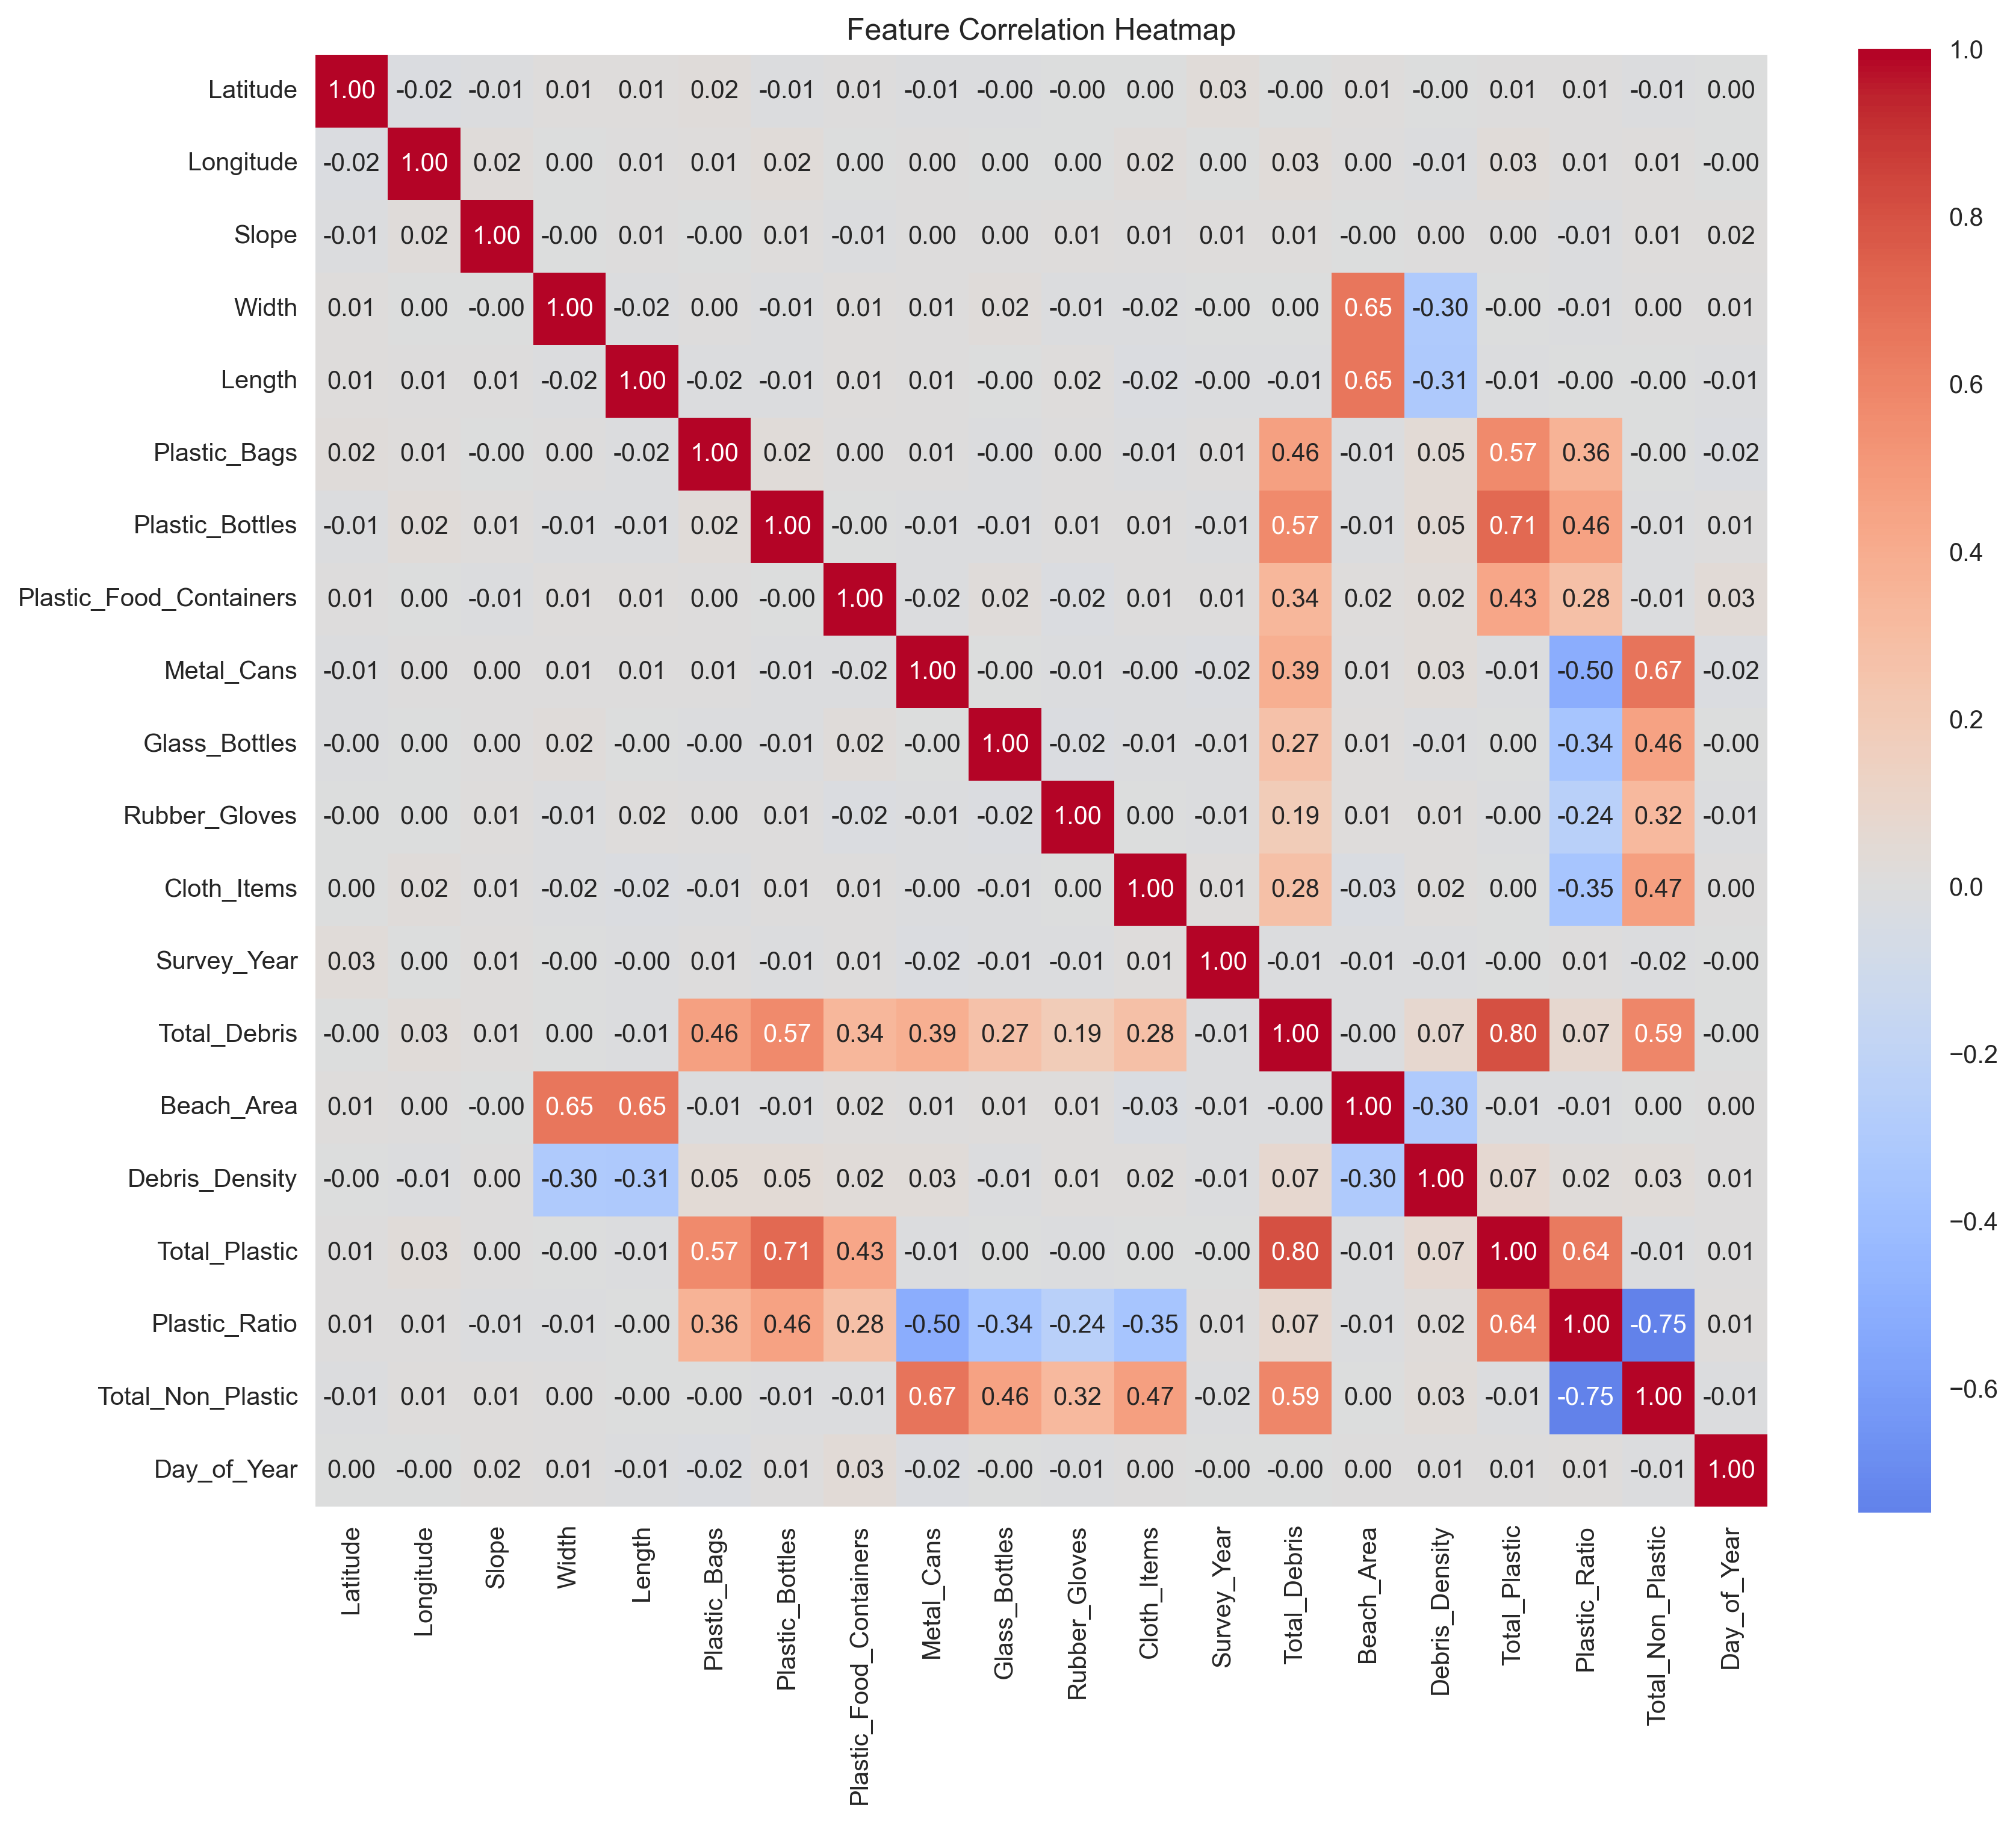 Feature Correlation Heatmap
Latitude 1.00 -0.02 -0.01 0.01 0.01 0.02 -0.01 0.01 -0.01 -0.00 -0.00 0.00 0.03 -0.00 0.01 -0.00 0.01 0.01 -0.01 0.00
Longitude -0.02 1.00 0.02 0.00 0.01 0.01 0.02 0.00 0.00 0.00 0.00 0.02 0.00 0.03 0.00 -0.01 0.03 0.01 0.01 -0.00
Slope -0.01 0.02 1.00 -0.00 0.01 -0.00 0.01 -0.01 0.00 0.00 0.01 0.01 0.01 0.01 -0.00 0.00 0.00 -0.01 0.01 0.02
Width 0.01 0.00 -0.00 1.00 -0.02 0.00 -0.01 0.01 0.01 0.02 -0.01 -0.02 -0.00 0.00 0.65 -0.30 -0.00 -0.01 0.00 0.01
Length 0.01 0.01 0.01 -0.02 1.00 -0.02 -0.01 0.01 0.01 -0.00 0.02 -0.02 -0.00 -0.01 0.65 -0.31 -0.01 -0.00 -0.00 -0.01
Plastic_Bags 0.02 0.01 -0.00 0.00 -0.02 1.00 0.02 0.00 0.01 -0.00 0.00 -0.01 0.01 0.46 -0.01 0.05 0.57 0.36 -0.00 -0.02
Plastic_Bottles -0.01 0.02 0.01 -0.01 -0.01 0.02 1.00 -0.00 -0.01 -0.01 0.01 0.01 -0.01 0.57 -0.01 0.05 0.71 0.46 -0.01 0.01
Plastic_Food_Containers 0.01 0.00 -0.01 0.01 0.01 0.00 -0.00 1.00 -0.02 0.02 -0.02 0.01 0.01 0.34 0.02 0.02 0.43 0.28 -0.01 0.03
Metal_Cans -0.01 0.00 0.00 0.01 0.01 0.01 -0.01 -0.02 1.00 -0.00 -0.01 -0.00 -0.02 0.39 0.01 0.03 -0.01 -0.50 0.67 -0.02
Glass_Bottles -0.00 0.00 0.00 0.02 -0.00 -0.00 -0.01 0.02 -0.00 1.00 -0.02 -0.01 -0.01 0.27 0.01 -0.01 0.00 -0.34 0.46 -0.00
Rubber_Gloves -0.00 0.00 0.01 -0.01 0.02 0.00 0.01 -0.02 -0.01 -0.02 1.00 0.00 -0.01 0.19 0.01 0.01 -0.00 -0.24 0.32 -0.01
Cloth_Items 0.00 0.02 0.01 -0.02 -0.02 -0.01 0.01 0.01 -0.00 -0.01 0.00 1.00 0.01 0.28 -0.03 0.02 0.00 -0.35 0.47 0.00
Survey_Year 0.03 0.00 0.01 -0.00 -0.00 0.01 -0.01 0.01 -0.02 -0.01 -0.01 0.01 1.00 -0.01 -0.01 -0.01 -0.00 0.01 -0.02 -0.00
Total_Debris -0.00 0.03 0.01 0.00 -0.01 0.46 0.57 0.34 0.39 0.27 0.19 0.28 -0.01 1.00 -0.00 0.07 0.80 0.07 0.59 -0.00
Beach_Area 0.01 0.00 -0.00 0.65 0.65 -0.01 -0.01 0.02 0.01 0.01 0.01 -0.03 -0.01 -0.00 1.00 -0.30 -0.01 -0.01 0.00 0.00
Debris_Density -0.00 -0.01 0.00 -0.30 -0.31 0.05 0.05 0.02 0.03 -0.01 0.01 0.02 -0.01 0.07 -0.30 1.00 0.07 0.02 0.03 0.01
Total_Plastic 0.01 0.03 0.00 -0.00 -0.01 0.57 0.71 0.43 -0.01 0.00 -0.00 0.00 -0.00 0.80 -0.01 0.07 1.00 0.64 -0.01 0.01
Plastic_Ratio 0.01 0.01 -0.01 -0.01 -0.00 0.36 0.46 0.28 -0.50 -0.34 -0.24 -0.35 0.01 0.07 -0.01 0.02 0.64 1.00 -0.75 0.01
Total_Non_Plastic -0.01 0.01 0.01 0.00 -0.00 -0.00 -0.01 -0.01 0.67 0.46 0.32 0.47 -0.02 0.59 0.00 0.03 -0.01 -0.75 1.00 -0.01
Day_of_Year 0.00 -0.00 0.02 0.01 -0.01 -0.02 0.01 0.03 -0.02 -0.00 -0.01 0.00 -0.00 -0.00 0.00 0.01 0.01 0.01 -0.01 1.00
Latitude
Longitude
Slope
Width
Length
Plastic_Bags
Plastic_Bottles
Plastic_Food_Containers
Metal_Cans
Glass_Bottles
Rubber_Gloves
Cloth_Items
Survey_Year
Total_Debris
Beach_Area
Debris_Density
Total_Plastic
Plastic_Ratio
Total_Non_Plastic
Day_of_Year
1.0
0.8
0.6
0.4
0.2
0.0
−0.2
−0.4
−0.6